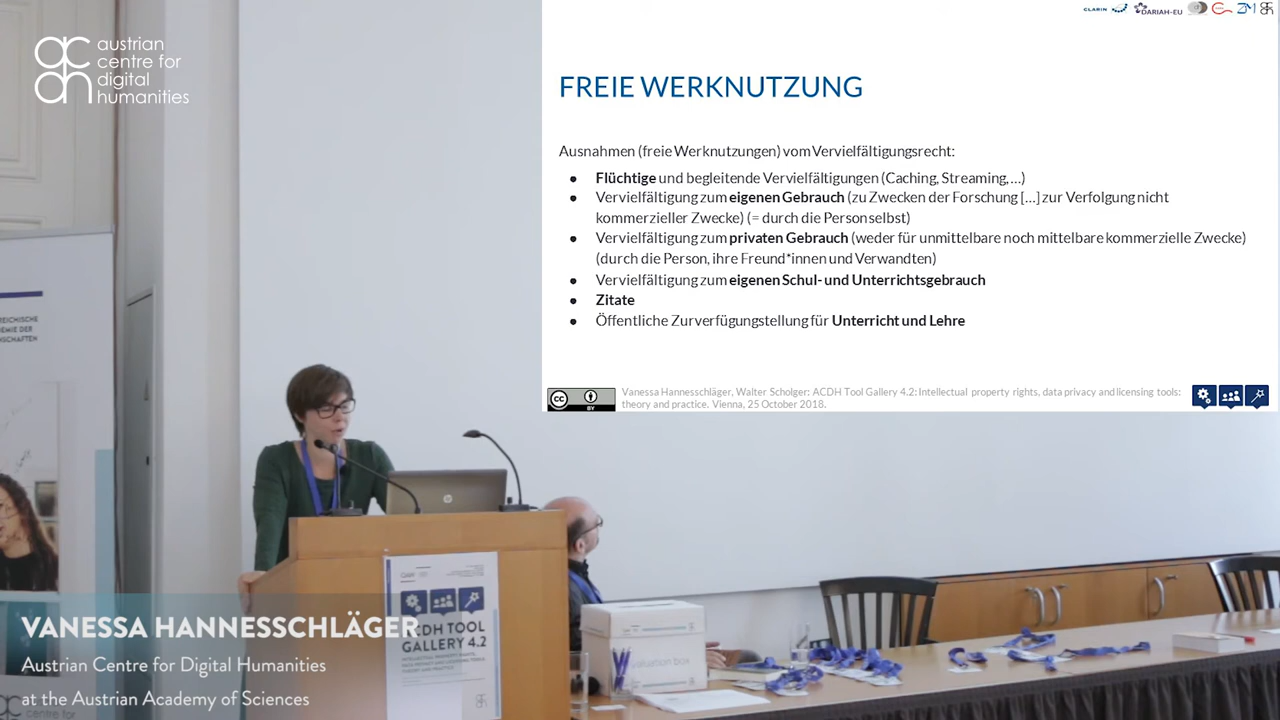 austrian
centre for
digital
humanities
CLARIN
DARIAH-EU
FREIE WERKNUTZUNG
Ausnahmen (freie Werknutzungen) vom Vervielfältigungsrecht:
● Flüchtige und begleitende Vervielfältigungen (Caching, Streaming, …)
● Vervielfältigung zum eigenen Gebrauch (zu Zwecken der Forschung [...] zur Verfolgung nicht
kommerzieller Zwecke) (= durch die Person selbst)
● Vervielfältigung zum privaten Gebrauch (weder für unmittelbare noch mittelbare kommerzielle Zwecke)
(durch die Person, ihre Freund*innen und Verwandten)
● Vervielfältigung zum eigenen Schul- und Unterrichtsgebrauch
● Zitate
● Öffentliche Zurverfügungstellung für Unterricht und Lehre
cc BY
Vanessa Hannesschläger, Walter Scholger: ACDH Tool Gallery 4.2: Intellectual property rights, data privacy and licensing tools:
theory and practice. Vienna, 25 October 2018.
hp
ACDH TOOL
GALLERY 4.2
VANESSA HANNESSCHLÄGER
Austrian Centre for Digital Humanities
at the Austrian Academy of Sciences